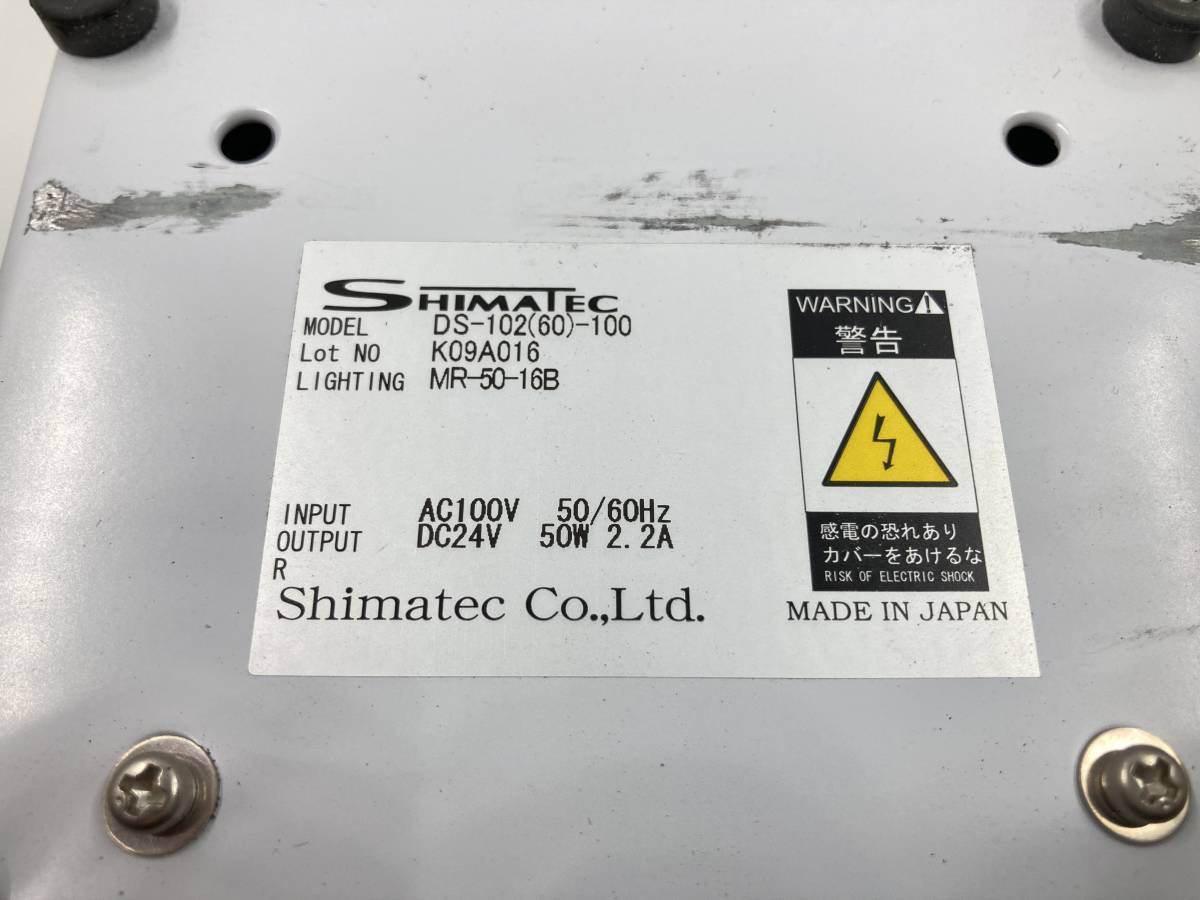 SHIMATEC
MODEL DS-102(60)-100
Lot NO K09A016
LIGHTING MR-50-16B
INPUT AC100V 50/60Hz
OUTPUT DC24V 50W 2.2A
R
Shimatec Co.,Ltd.
WARNING
警告
感電の恐れあり
カバーをあけるな
RISK OF ELECTRIC SHOCK
MADE IN JAPAN